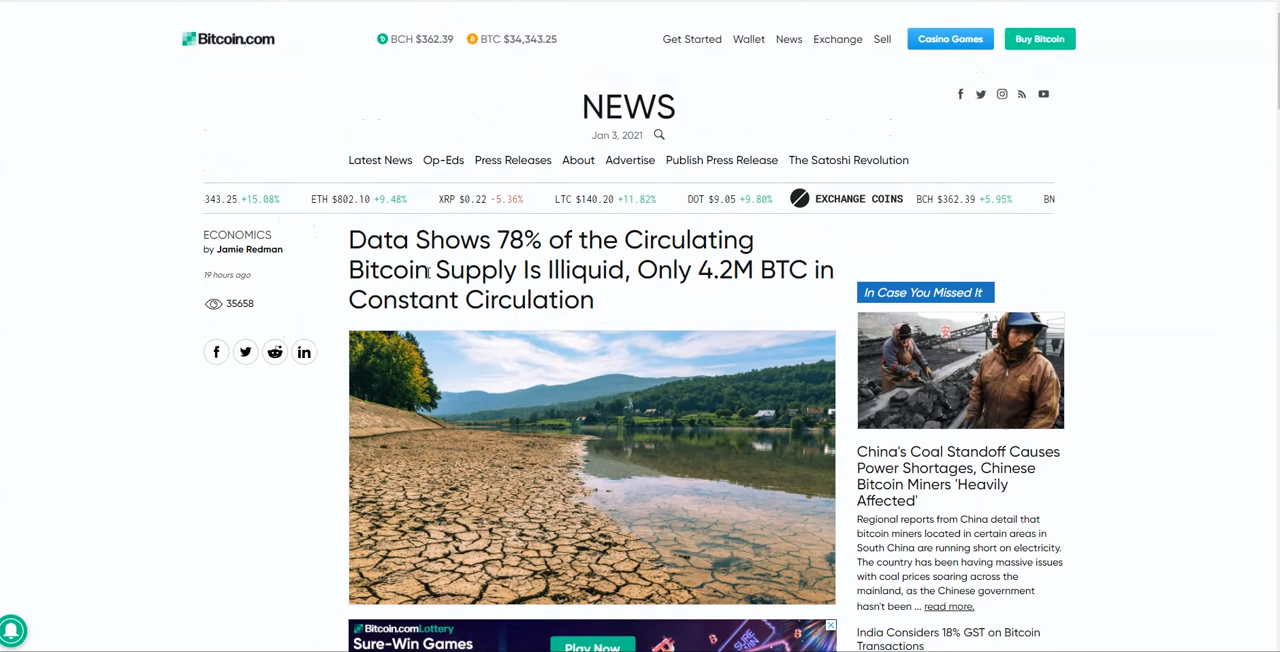 Bitcoin.com
BCH $362.39
BTC $34,343.25
Get Started
Wallet
News
Exchange
Sell
Casino Games
Buy Bitcoin
NEWS
Jan 3, 2021
Latest News
Op-Eds
Press Releases
About
Advertise
Publish Press Release
The Satoshi Revolution
343.25 +15.08%
ETH $802.10 +9.48%
XRP $0.22 -5.36%
LTC $140.20 +11.82%
DOT $9.05 +9.80%
EXCHANGE COINS
BCH $362.39 +5.95%
BN
ECONOMICS
by Jamie Redman
19 hours ago
35658
Data Shows 78% of the Circulating
Bitcoin Supply Is Illiquid, Only 4.2M BTC in
Constant Circulation
Bitcoin.com Lottery
Sure-Win Games
Play Now
SURE
WIN
In Case You Missed It
China's Coal Standoff Causes
Power Shortages, Chinese
Bitcoin Miners 'Heavily
Affected'
Regional reports from China detail that
bitcoin miners located in certain areas in
South China are running short on electricity.
The country has been having massive issues
with coal prices soaring across the
mainland, as the Chinese government
hasn't been ... read more.
India Considers 18% GST on Bitcoin
Transactions